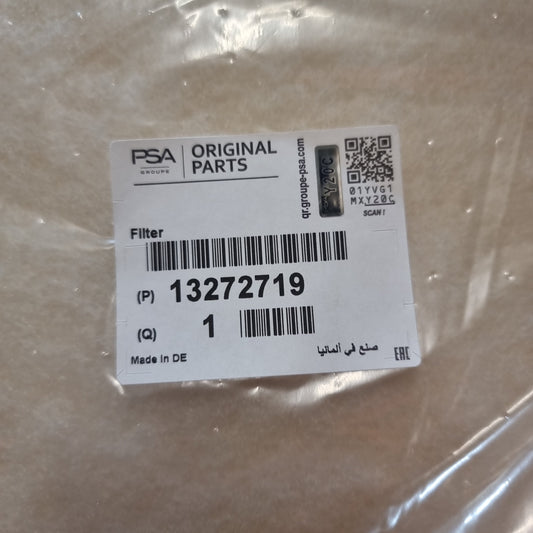 PSA
GROUPE
ORIGINAL
PARTS
qr.groupe-psa.com
Y20C
01YVG1
MXY20C
SCAN!
Filter
(P) 13272719
(Q) 1
Made in DE
صنع في ألمانيا
EAC